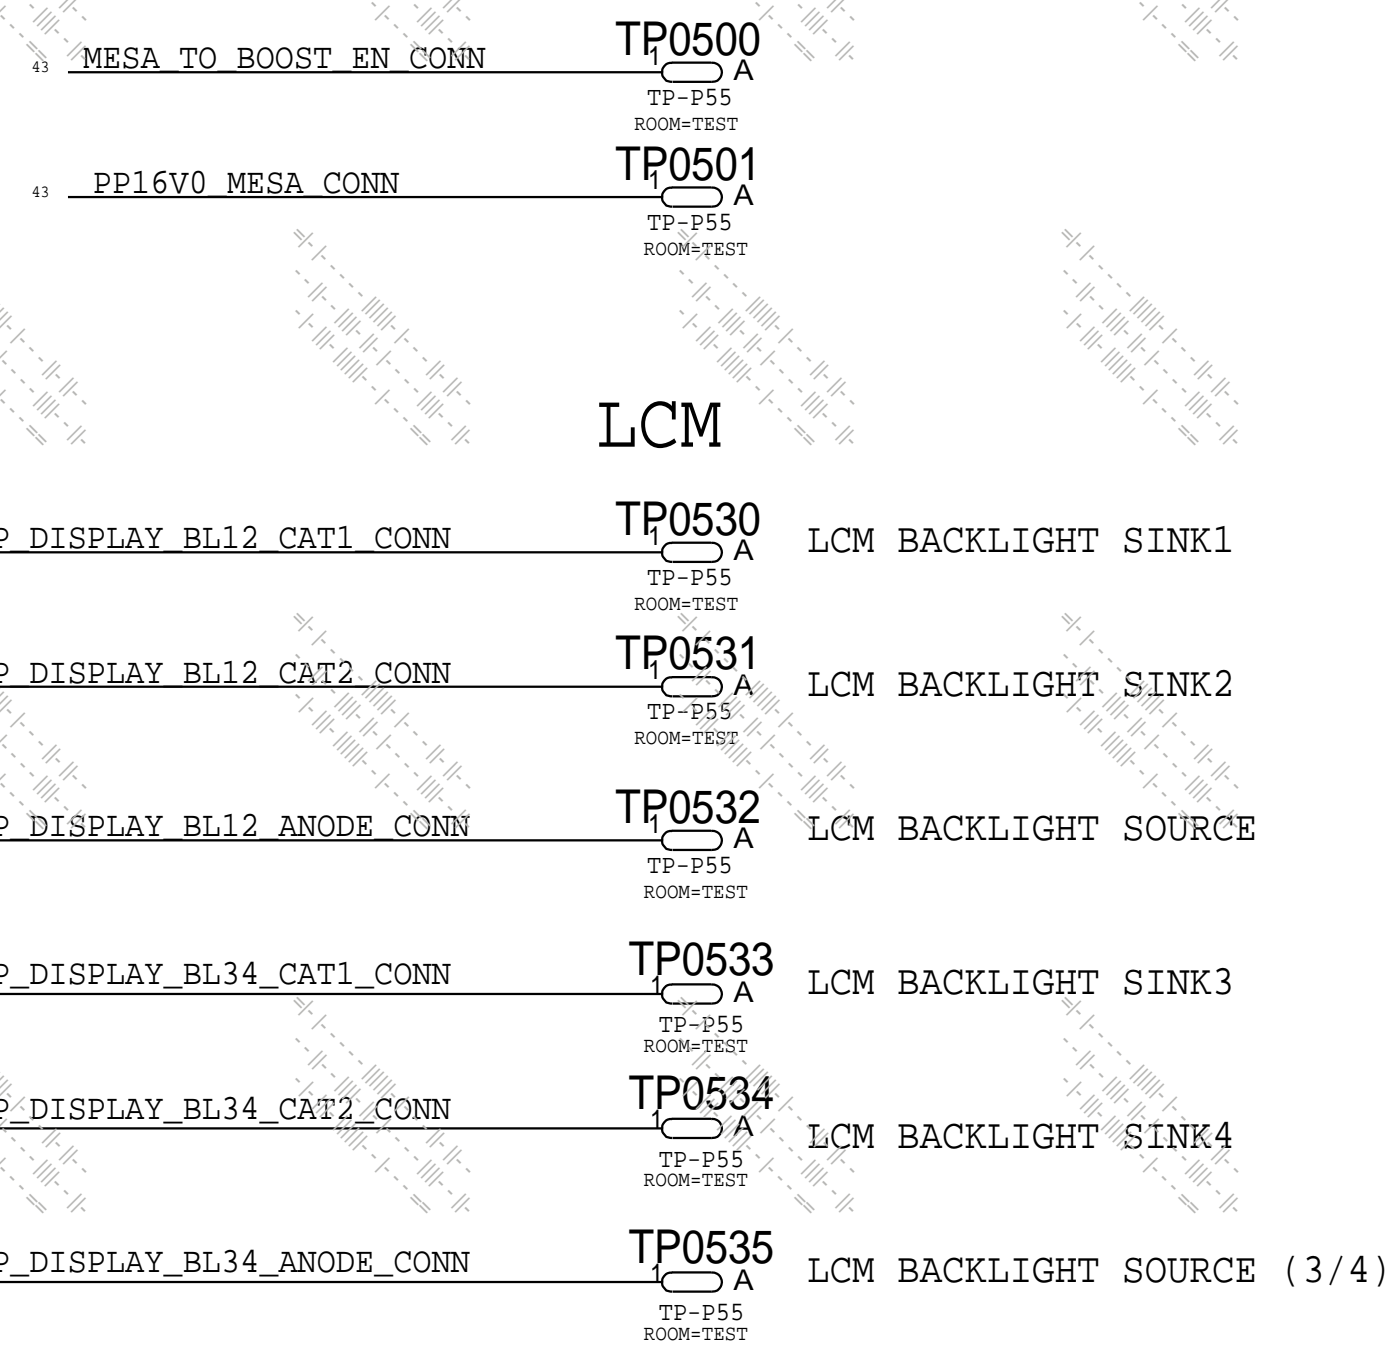 TP0500
43 MESA_TO_BOOST_EN_CONN 1 A
TP-P55
ROOM=TEST
TP0501
43 PP16V0_MESA_CONN 1 A
TP-P55
ROOM=TEST
LCM
TP0530
P_DISPLAY_BL12_CAT1_CONN 1 A LCM BACKLIGHT SINK1
TP-P55
ROOM=TEST
TP0531
P_DISPLAY_BL12_CAT2_CONN 1 A LCM BACKLIGHT SINK2
TP-P55
ROOM=TEST
TP0532
P_DISPLAY_BL12_ANODE_CONN 1 A LCM BACKLIGHT SOURCE
TP-P55
ROOM=TEST
TP0533
P_DISPLAY_BL34_CAT1_CONN 1 A LCM BACKLIGHT SINK3
TP-P55
ROOM=TEST
TP0534
P_DISPLAY_BL34_CAT2_CONN 1 A LCM BACKLIGHT SINK4
TP-P55
ROOM=TEST
TP0535
P_DISPLAY_BL34_ANODE_CONN 1 A LCM BACKLIGHT SOURCE (3/4)
TP-P55
ROOM=TEST